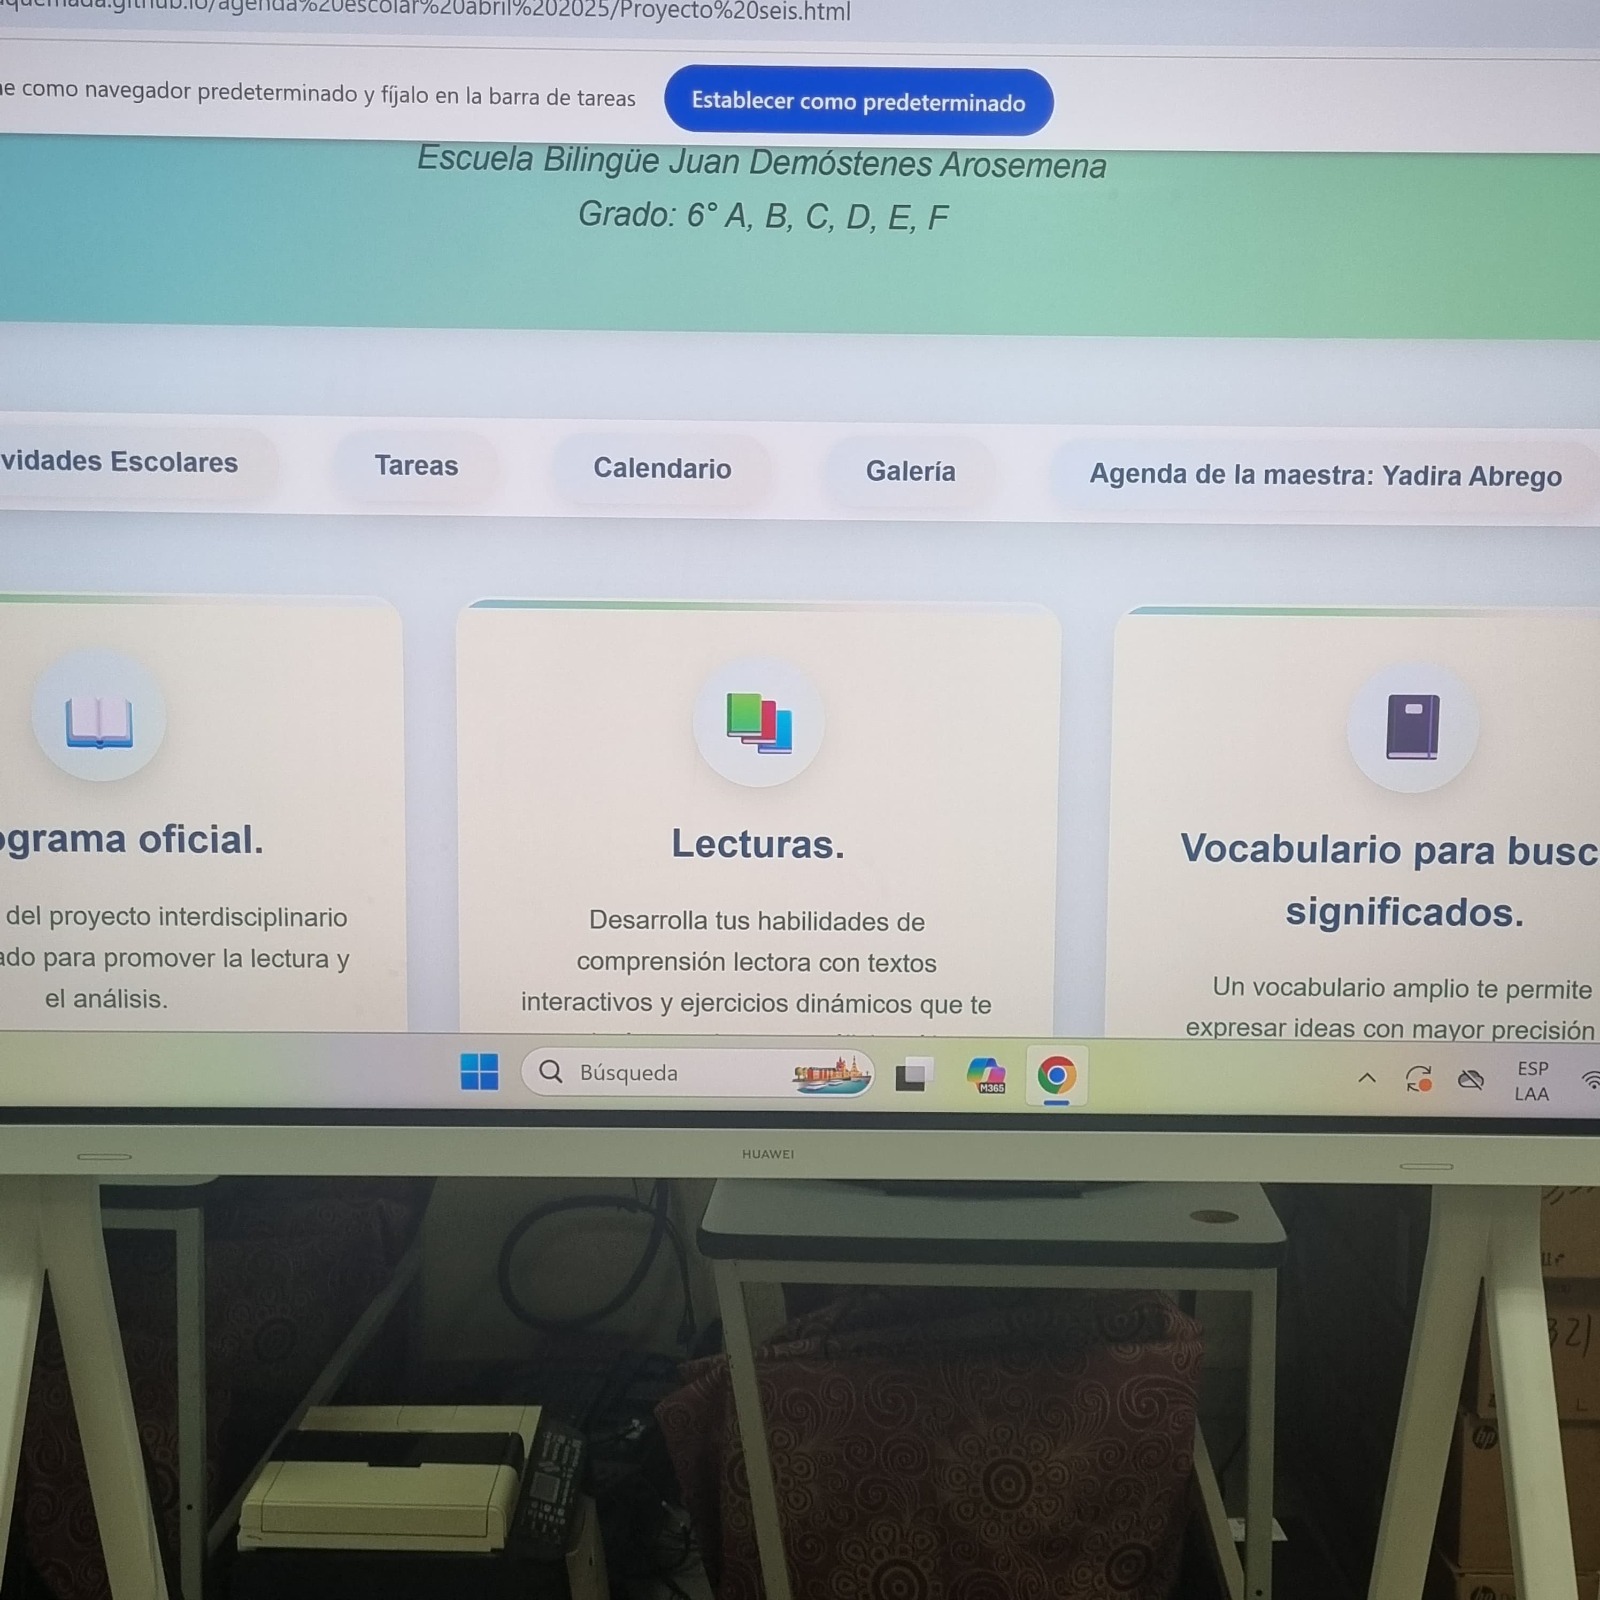 /agenda%20escolar%20abril%202025/Proyecto%20seis.html
como navegador predeterminado y fíjalo en la barra de tareas
Establecer como predeterminado
Escuela Bilingüe Juan Demóstenes Arosemena
Grado: 6° A, B, C, D, E, F
vidades Escolares
Tareas
Calendario
Galería
Agenda de la maestra: Yadira Abrego
ograma oficial.
del proyecto interdisciplinario
ado para promover la lectura y
el análisis.
Lecturas.
Desarrolla tus habilidades de
comprensión lectora con textos
interactivos y ejercicios dinámicos que te
Vocabulario para busc
significados.
Un vocabulario amplio te permite
expresar ideas con mayor precisión
Búsqueda
M365
ESP
LAA
HUAWEI
hp